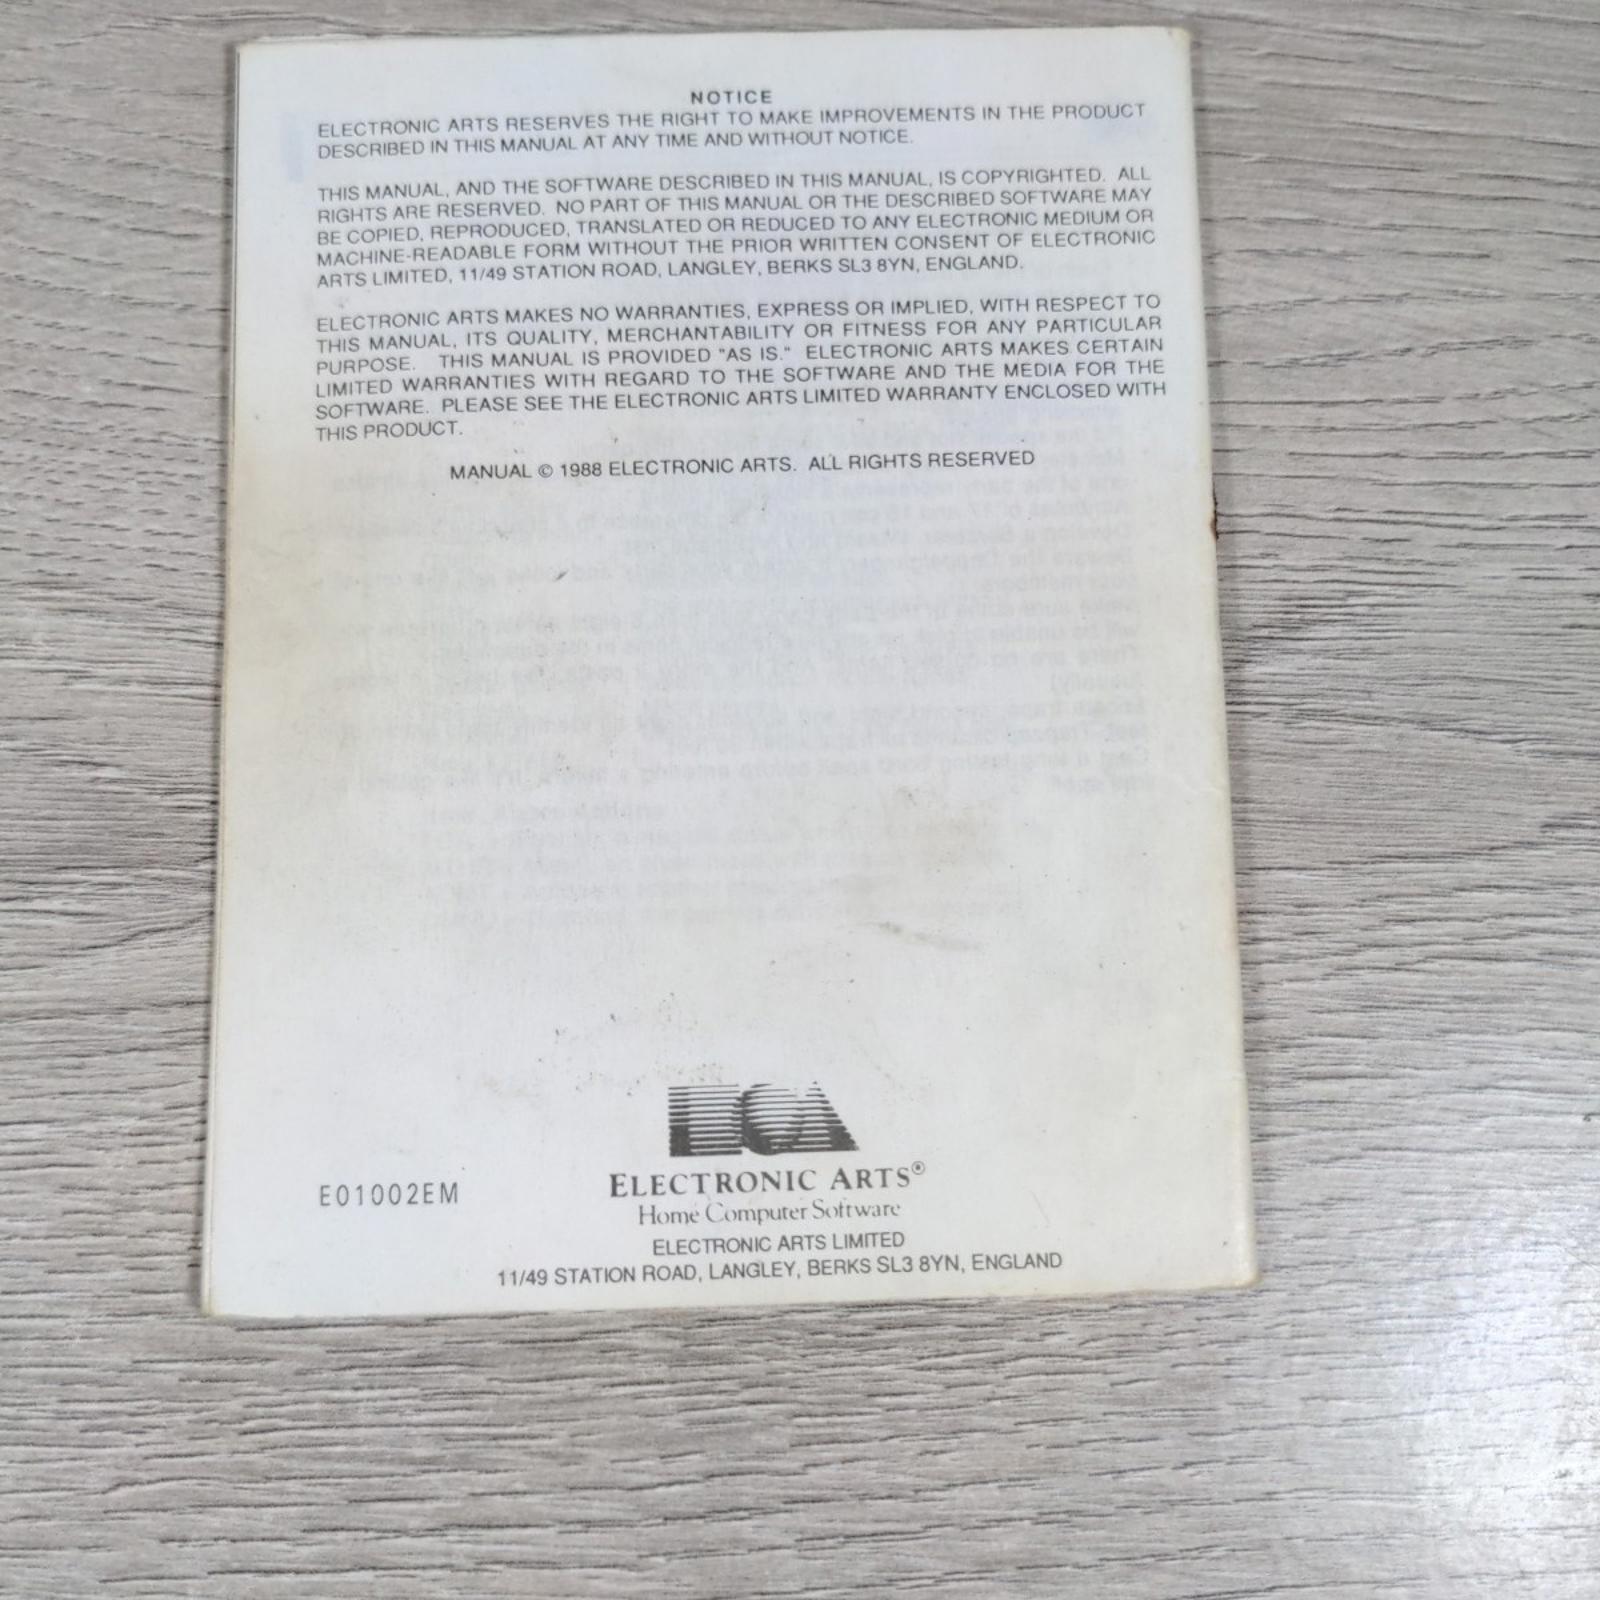 NOTICE
ELECTRONIC ARTS RESERVES THE RIGHT TO MAKE IMPROVEMENTS IN THE PRODUCT
DESCRIBED IN THIS MANUAL AT ANY TIME AND WITHOUT NOTICE.
THIS MANUAL, AND THE SOFTWARE DESCRIBED IN THIS MANUAL, IS COPYRIGHTED. ALL
RIGHTS ARE RESERVED. NO PART OF THIS MANUAL OR THE DESCRIBED SOFTWARE MAY
BE COPIED, REPRODUCED, TRANSLATED OR REDUCED TO ANY ELECTRONIC MEDIUM OR
MACHINE-READABLE FORM WITHOUT THE PRIOR WRITTEN CONSENT OF ELECTRONIC
ARTS LIMITED, 11/49 STATION ROAD, LANGLEY, BERKS SL3 8YN, ENGLAND.
ELECTRONIC ARTS MAKES NO WARRANTIES, EXPRESS OR IMPLIED, WITH RESPECT TO
THIS MANUAL, ITS QUALITY, MERCHANTABILITY OR FITNESS FOR ANY PARTICULAR
PURPOSE. THIS MANUAL IS PROVIDED "AS IS." ELECTRONIC ARTS MAKES CERTAIN
LIMITED WARRANTIES WITH REGARD TO THE SOFTWARE AND THE MEDIA FOR THE
SOFTWARE. PLEASE SEE THE ELECTRONIC ARTS LIMITED WARRANTY ENCLOSED WITH
THIS PRODUCT.
MANUAL © 1988 ELECTRONIC ARTS. ALL RIGHTS RESERVED
E01002EM
ELECTRONIC ARTS®
Home Computer Software
ELECTRONIC ARTS LIMITED
11/49 STATION ROAD, LANGLEY, BERKS SL3 8YN, ENGLAND